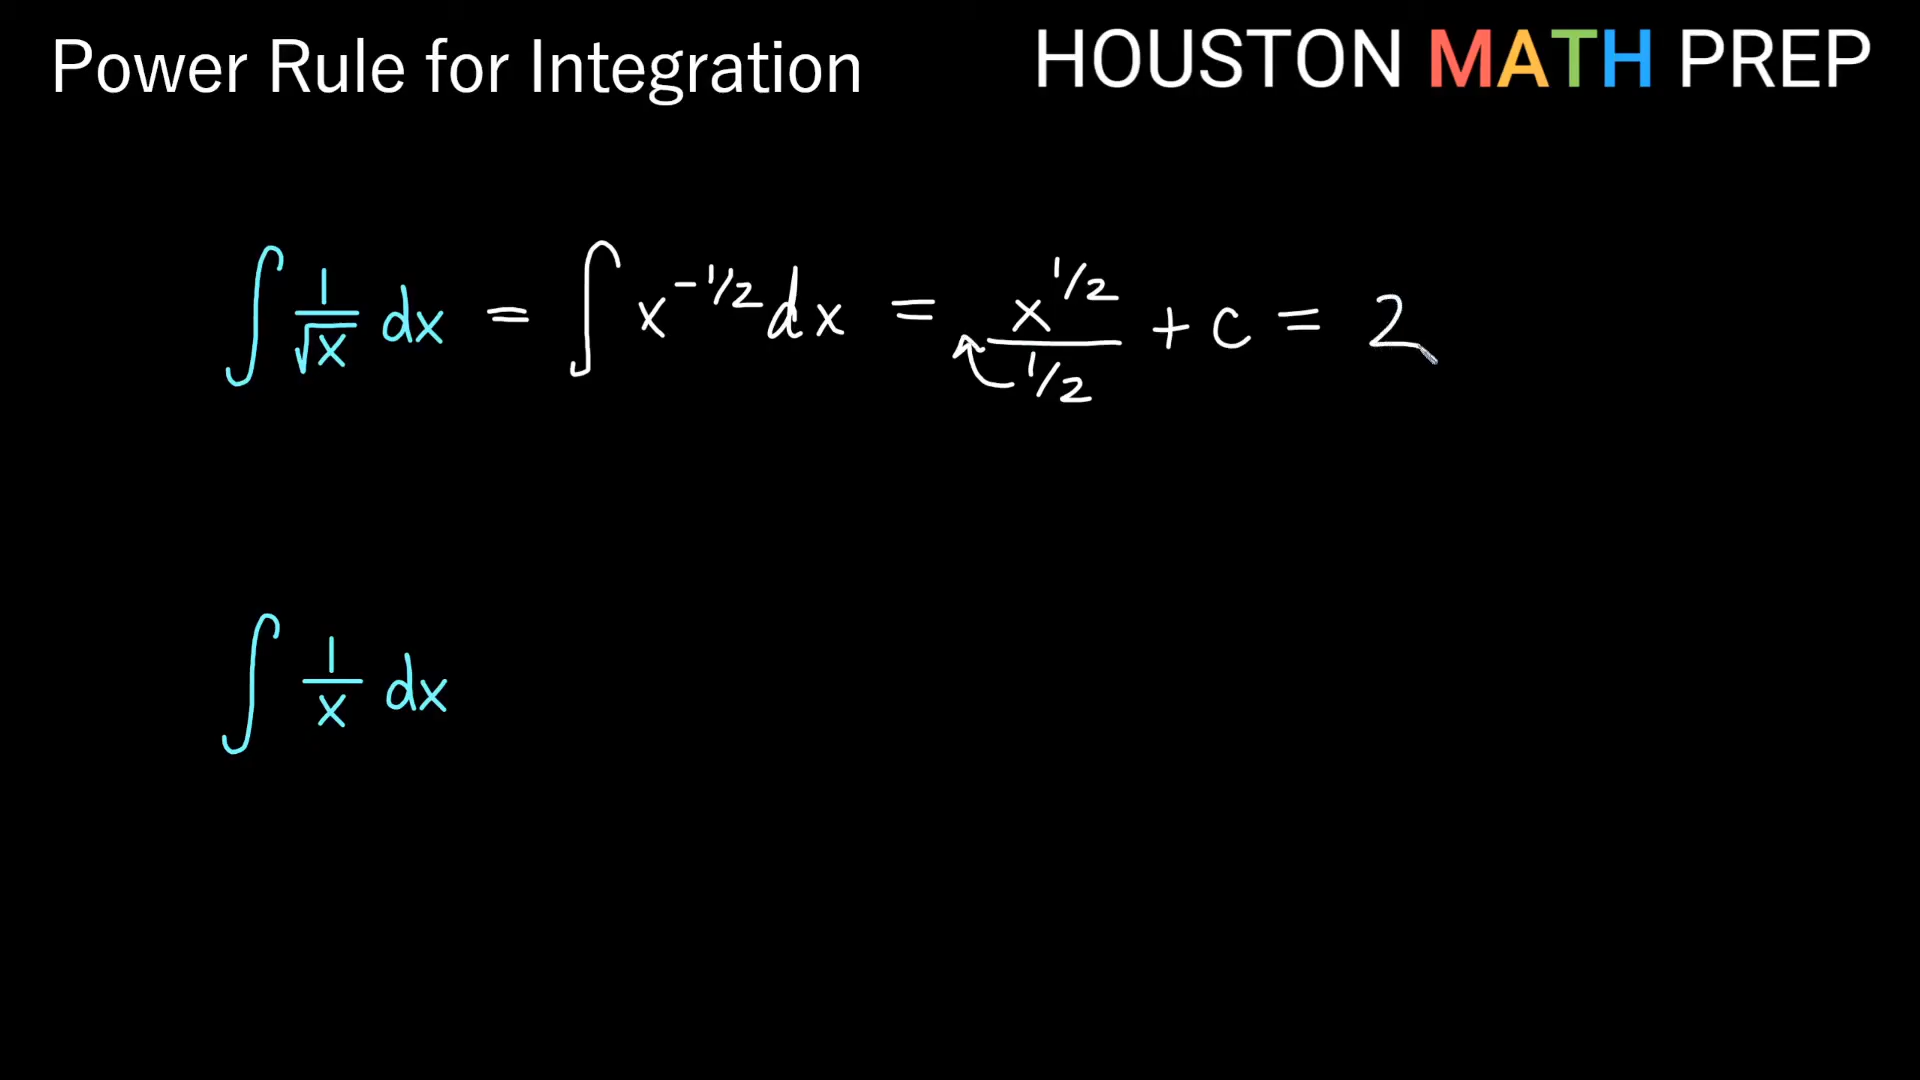 Power Rule for Integration
HOUSTON MATH PREP
∫ 1/√x dx = ∫ x^(-1/2) dx = x^(1/2)/(1/2) + c = 2
∫ 1/x dx